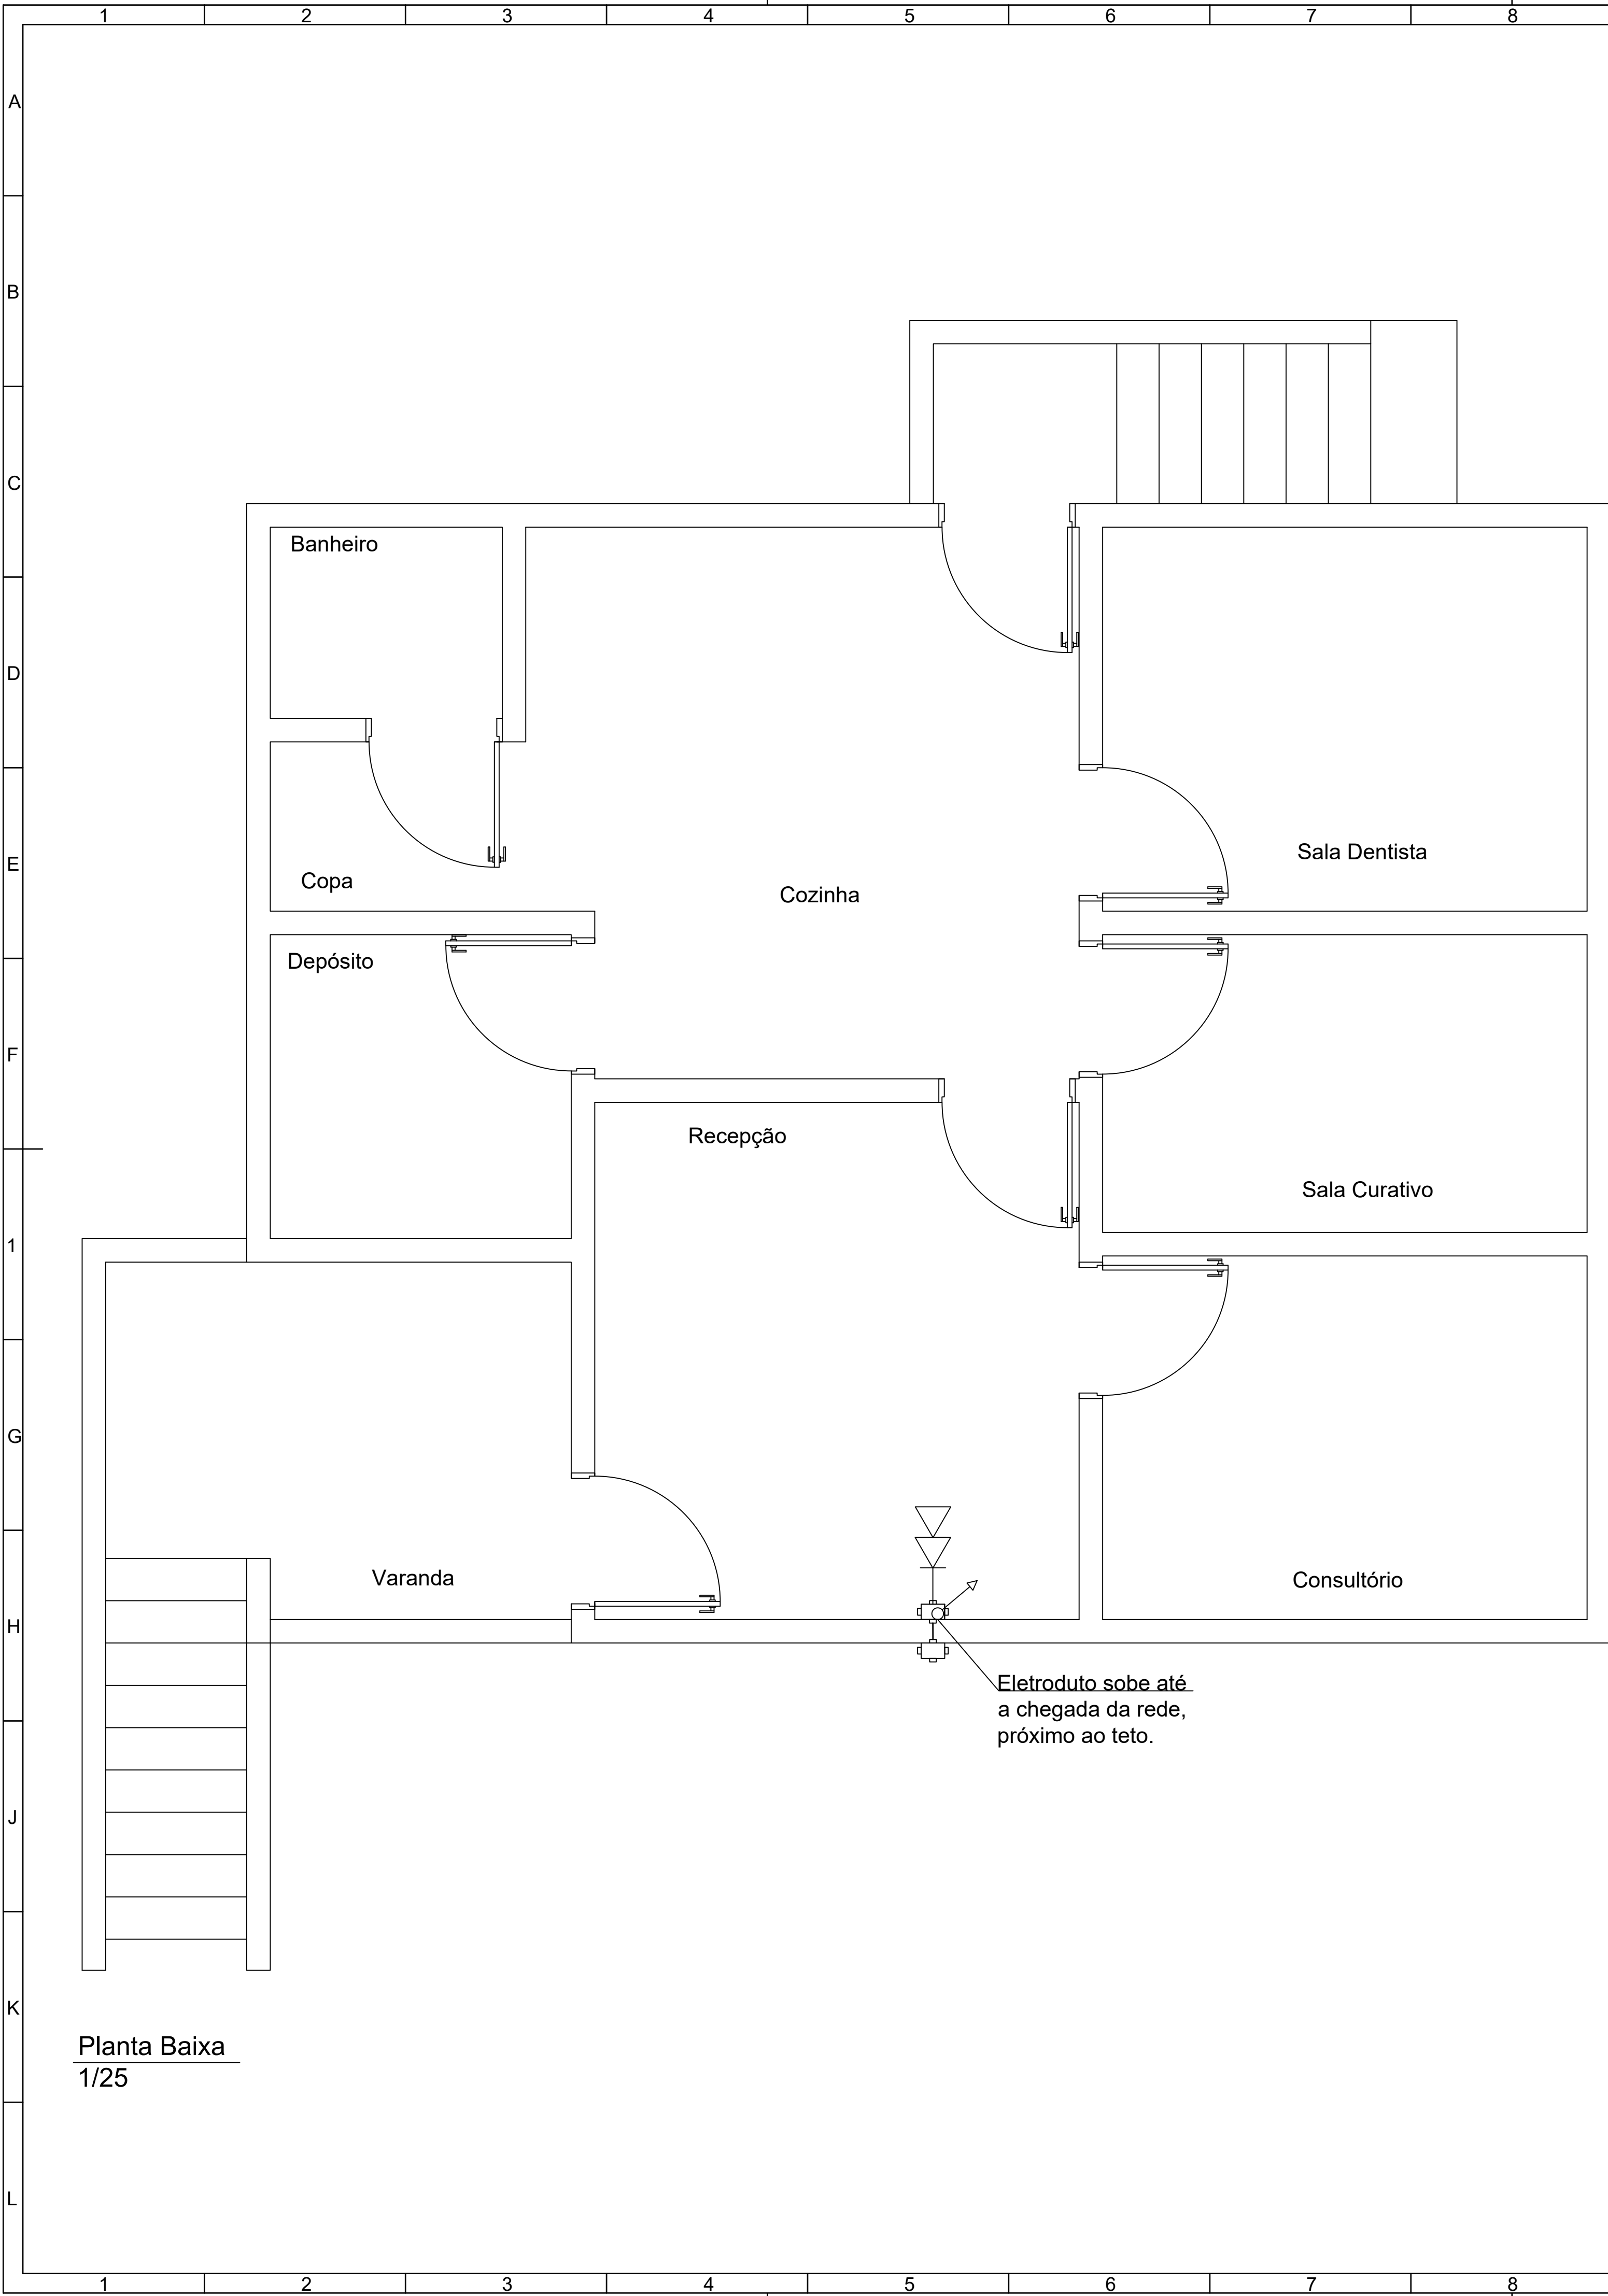 1 2 3 4 5 6 7 8
A
B
C
Banheiro
D
Sala Dentista
E
Copa
Cozinha
Depósito
F
Recepção
Sala Curativo
1
G
Varanda
Consultório
H
Eletroduto sobe até
a chegada da rede,
próximo ao teto.
J
K
Planta Baixa
1/25
L
1 2 3 4 5 6 7 8